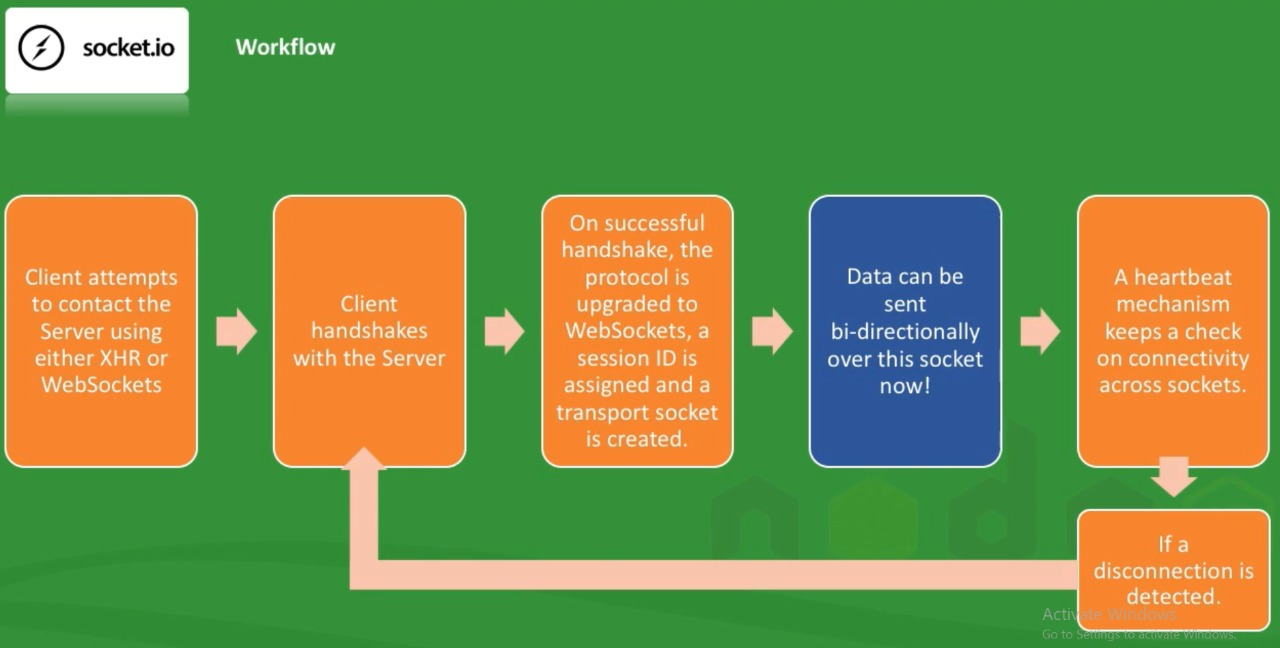 socket.io
Workflow
Client attempts
to contact the
Server using
either XHR or
WebSockets
Client
handshakes
with the Server
On successful
handshake, the
protocol is
upgraded to
WebSockets, a
session ID is
assigned and a
transport socket
is created.
Data can be
sent
bi-directionally
over this socket
now!
A heartbeat
mechanism
keeps a check
on connectivity
across sockets.
If a
disconnection is
detected.
Activate Windows
Go to Settings to activate Windows.